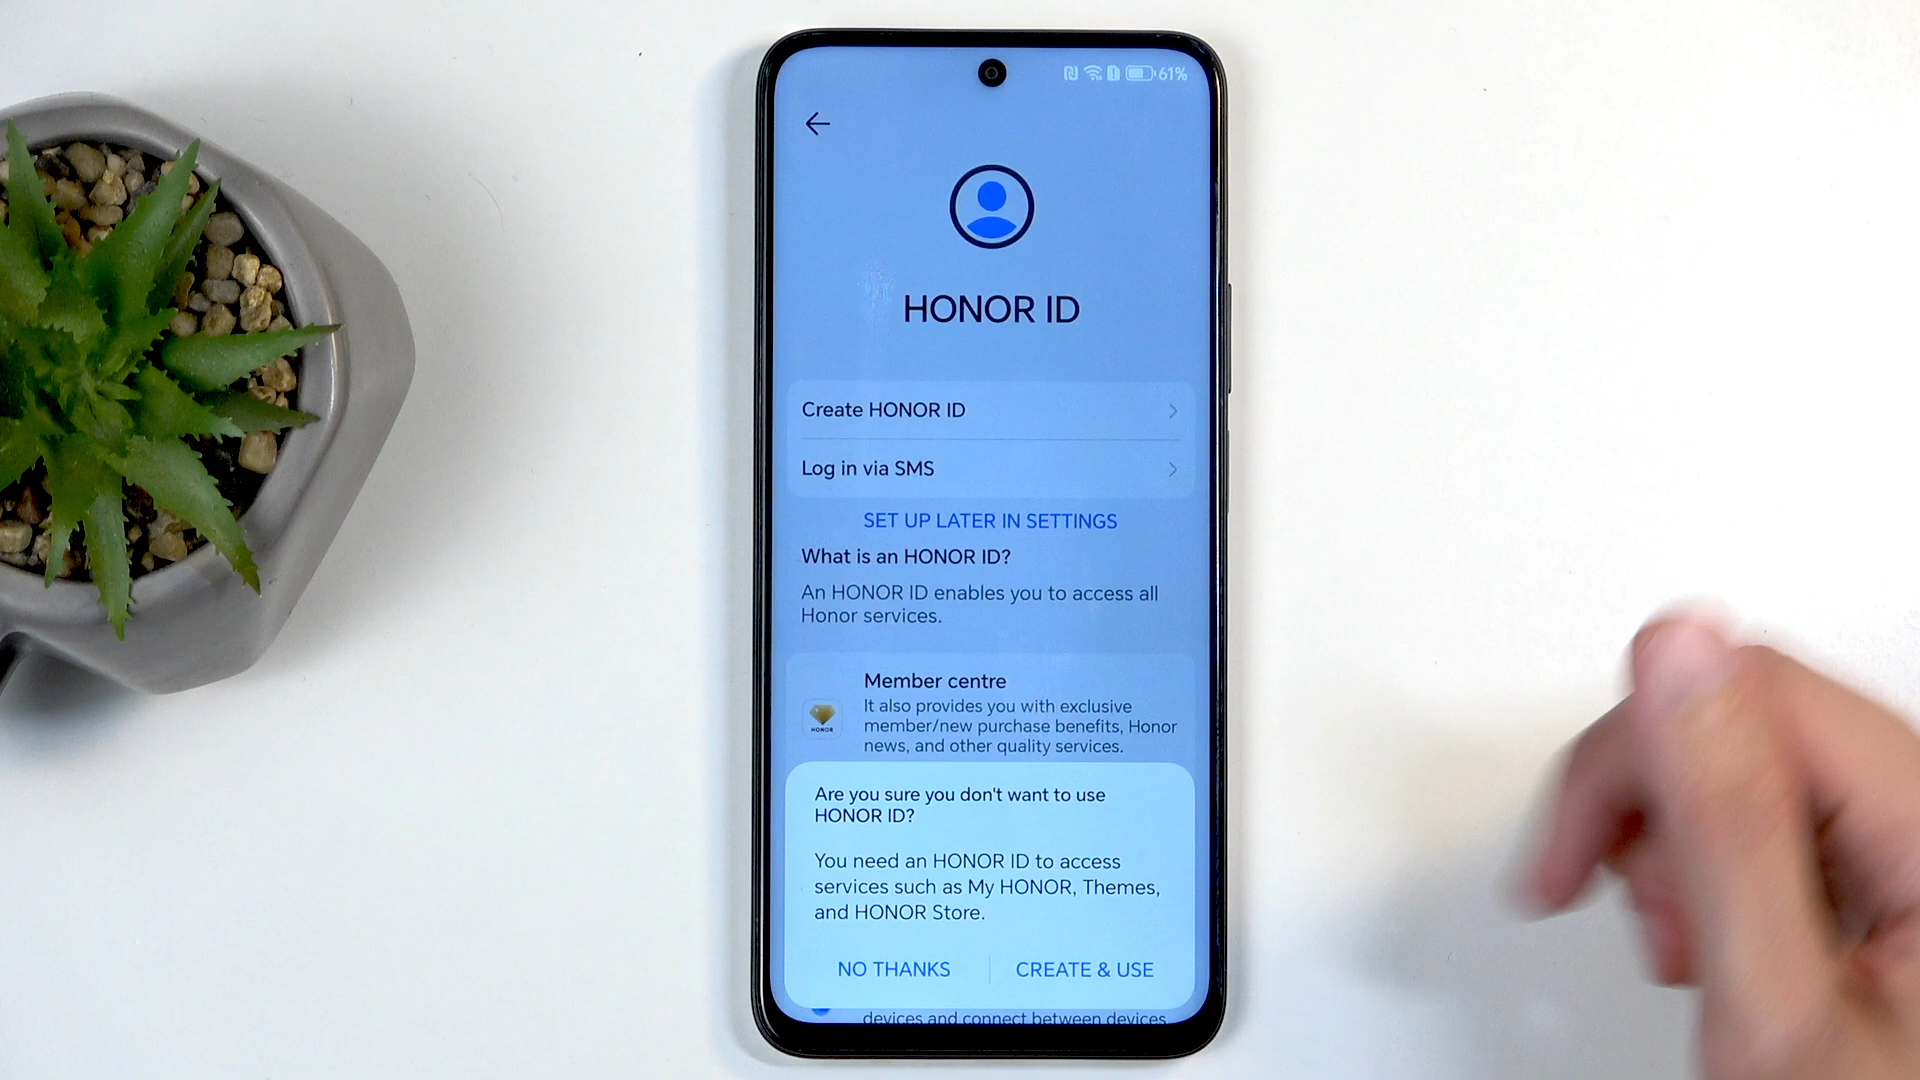 61%
HONOR ID
Create HONOR ID
Log in via SMS
SET UP LATER IN SETTINGS
What is an HONOR ID?
An HONOR ID enables you to access all
Honor services.
Member centre
It also provides you with exclusive
member/new purchase benefits, Honor
news, and other quality services.
HONOR
Are you sure you don't want to use
HONOR ID?
You need an HONOR ID to access
services such as My HONOR, Themes,
and HONOR Store.
NO THANKS
CREATE & USE
devices and connect between devices